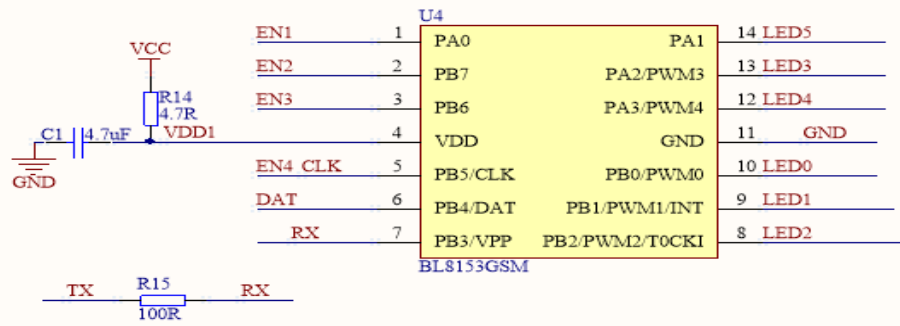 U4
EN1 1 PA0 PA1 14 LED5
EN2 2 PB7 PA2/PWM3 13 LED3
EN3 3 PB6 PA3/PWM4 12 LED4
VCC
R14
4.7R
C1 4.7uF VDD1 4 VDD GND 11 GND
GND
EN4 CLK 5 PB5/CLK PB0/PWM0 10 LED0
DAT 6 PB4/DAT PB1/PWM1/INT 9 LED1
RX 7 PB3/VPP PB2/PWM2/T0CKI 8 LED2
BL8153GSM
TX R15 RX
100R